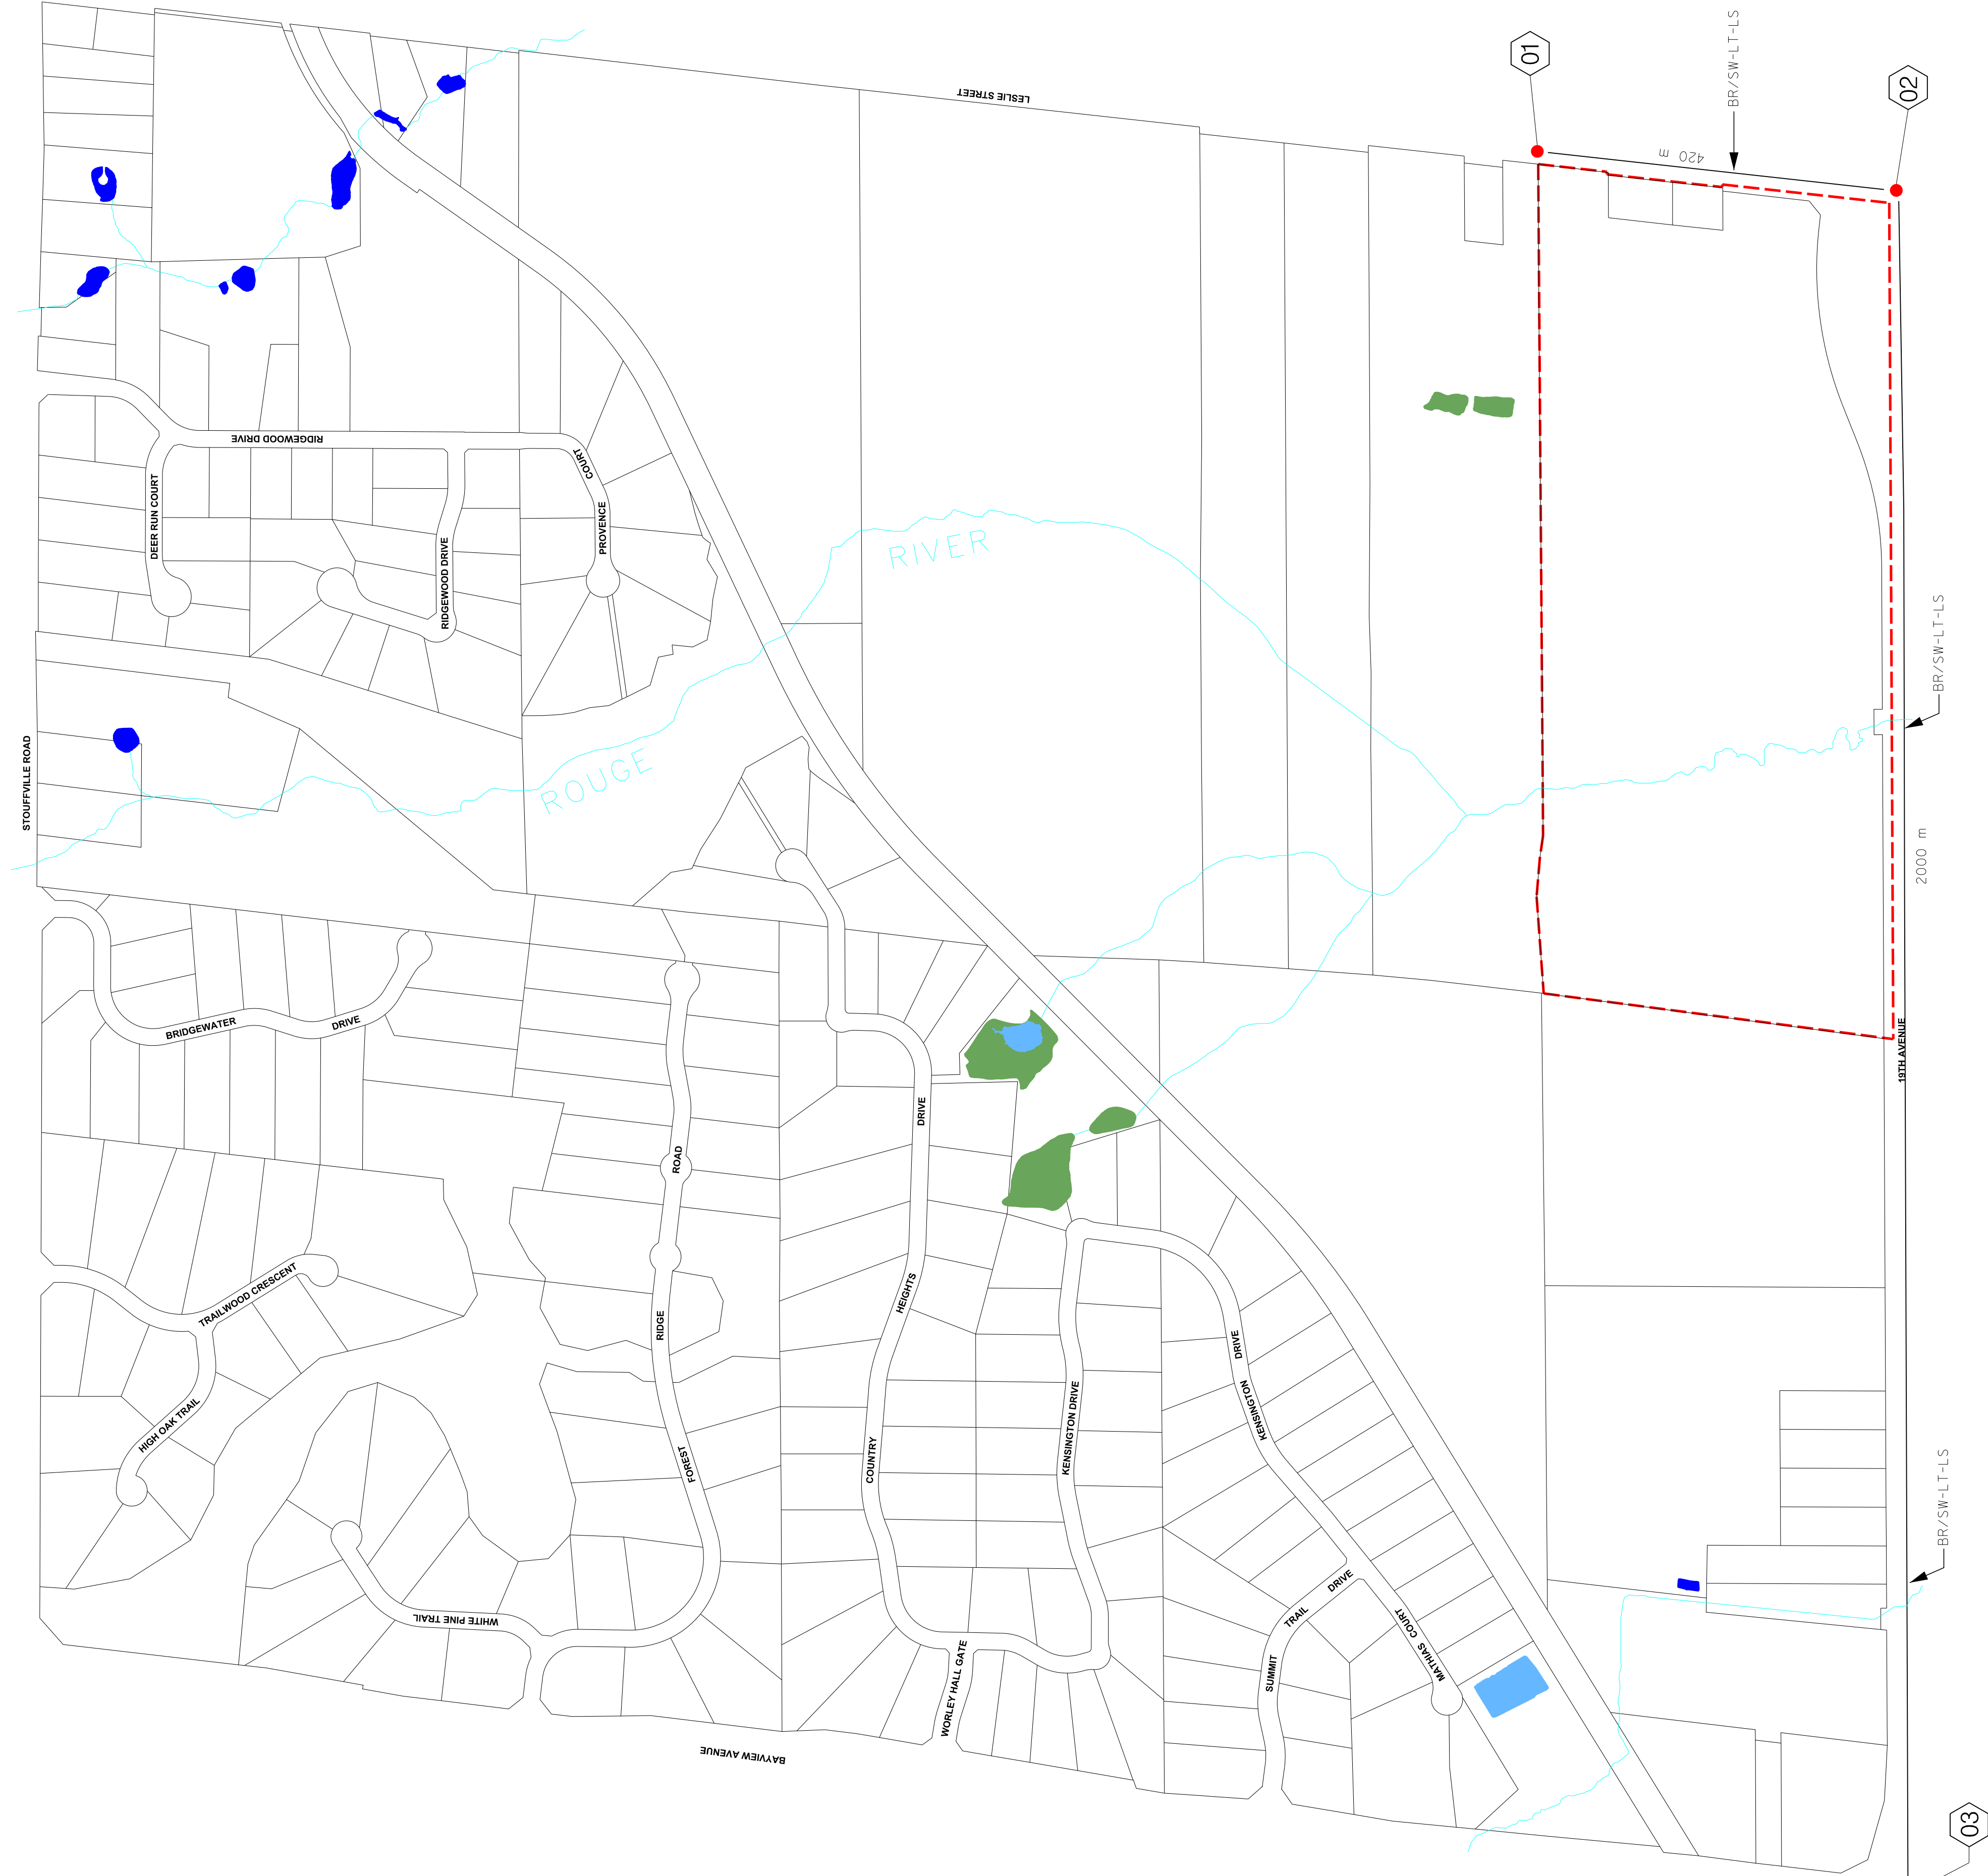 01
02
BR/SW-LT-LS
LESLIE STREET
420 m
RIDGEWOOD DRIVE
COURT
DEER RUN COURT
PROVENCE
RIDGEWOOD DRIVE
RIVER
BR/SW-LT-LS
STOUFFVILLE ROAD
ROUGE
2000 m
BRIDGEWATER
DRIVE
19TH AVENUE
DRIVE
ROAD
TRAILWOOD CRESCENT
HEIGHTS
RIDGE
DRIVE
KENSINGTON
HIGH OAK TRAIL
KENSINGTON DRIVE
COUNTRY
FOREST
BR/SW-LT-LS
DRIVE
TRAIL
WHITE PINE TRAIL
MATHIAS COURT
SUMMIT
WORLEY HALL GATE
BAYVIEW AVENUE
03